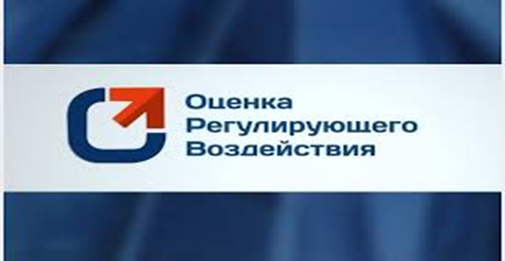 Оценка
Регулирующего
Воздействия